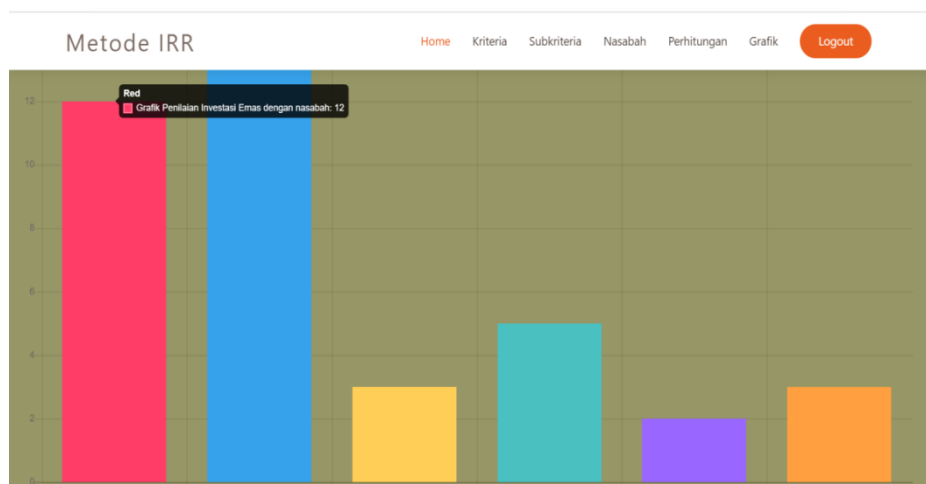 Metode IRR
Home Kriteria Subkriteria Nasabah Perhitungan Grafik Logout
Red
Grafik Penilaian Investasi Emas dengan nasabah: 12
12
10
8
6
4
2
0